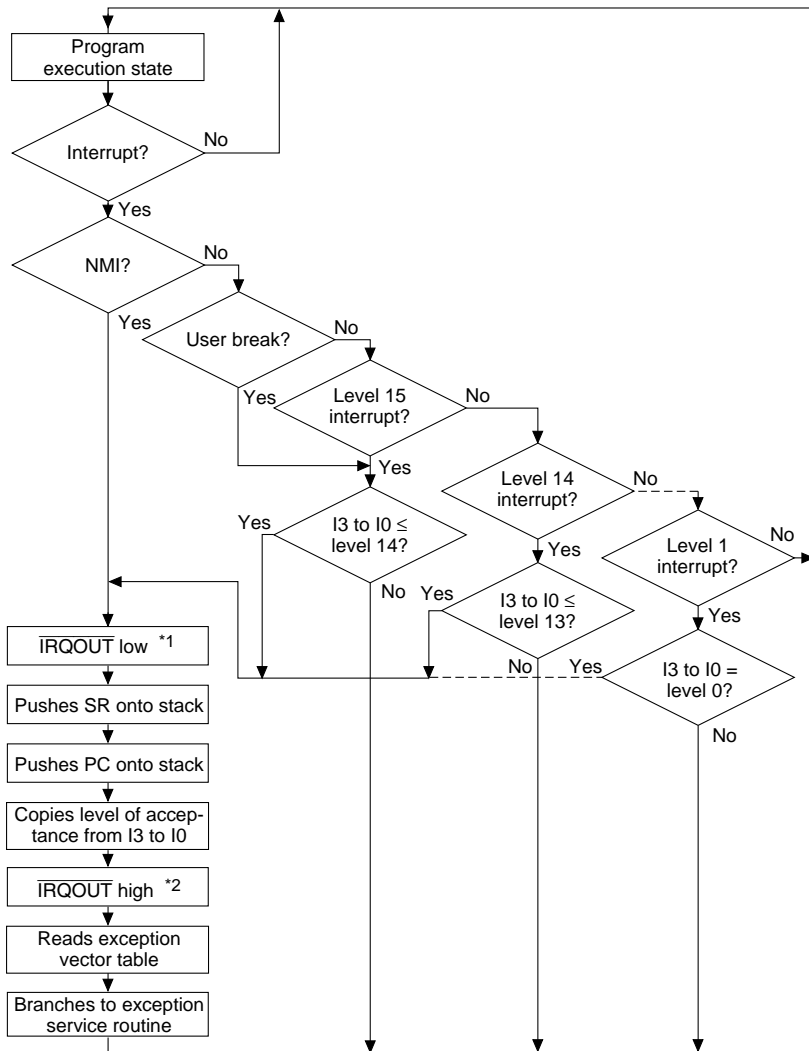 Program
execution state
Interrupt?
No
Yes
NMI?
No
Yes
User break?
No
Yes
Level 15
interrupt?
No
Yes
Level 14
interrupt?
No
Yes
Level 1
interrupt?
No
Yes
I3 to I0 ≤
level 14?
Yes
No
I3 to I0 ≤
level 13?
Yes
No
I3 to I0 =
level 0?
Yes
No
IRQOUT low *1
Pushes SR onto stack
Pushes PC onto stack
Copies level of accep-
tance from I3 to I0
IRQOUT high *2
Reads exception
vector table
Branches to exception
service routine